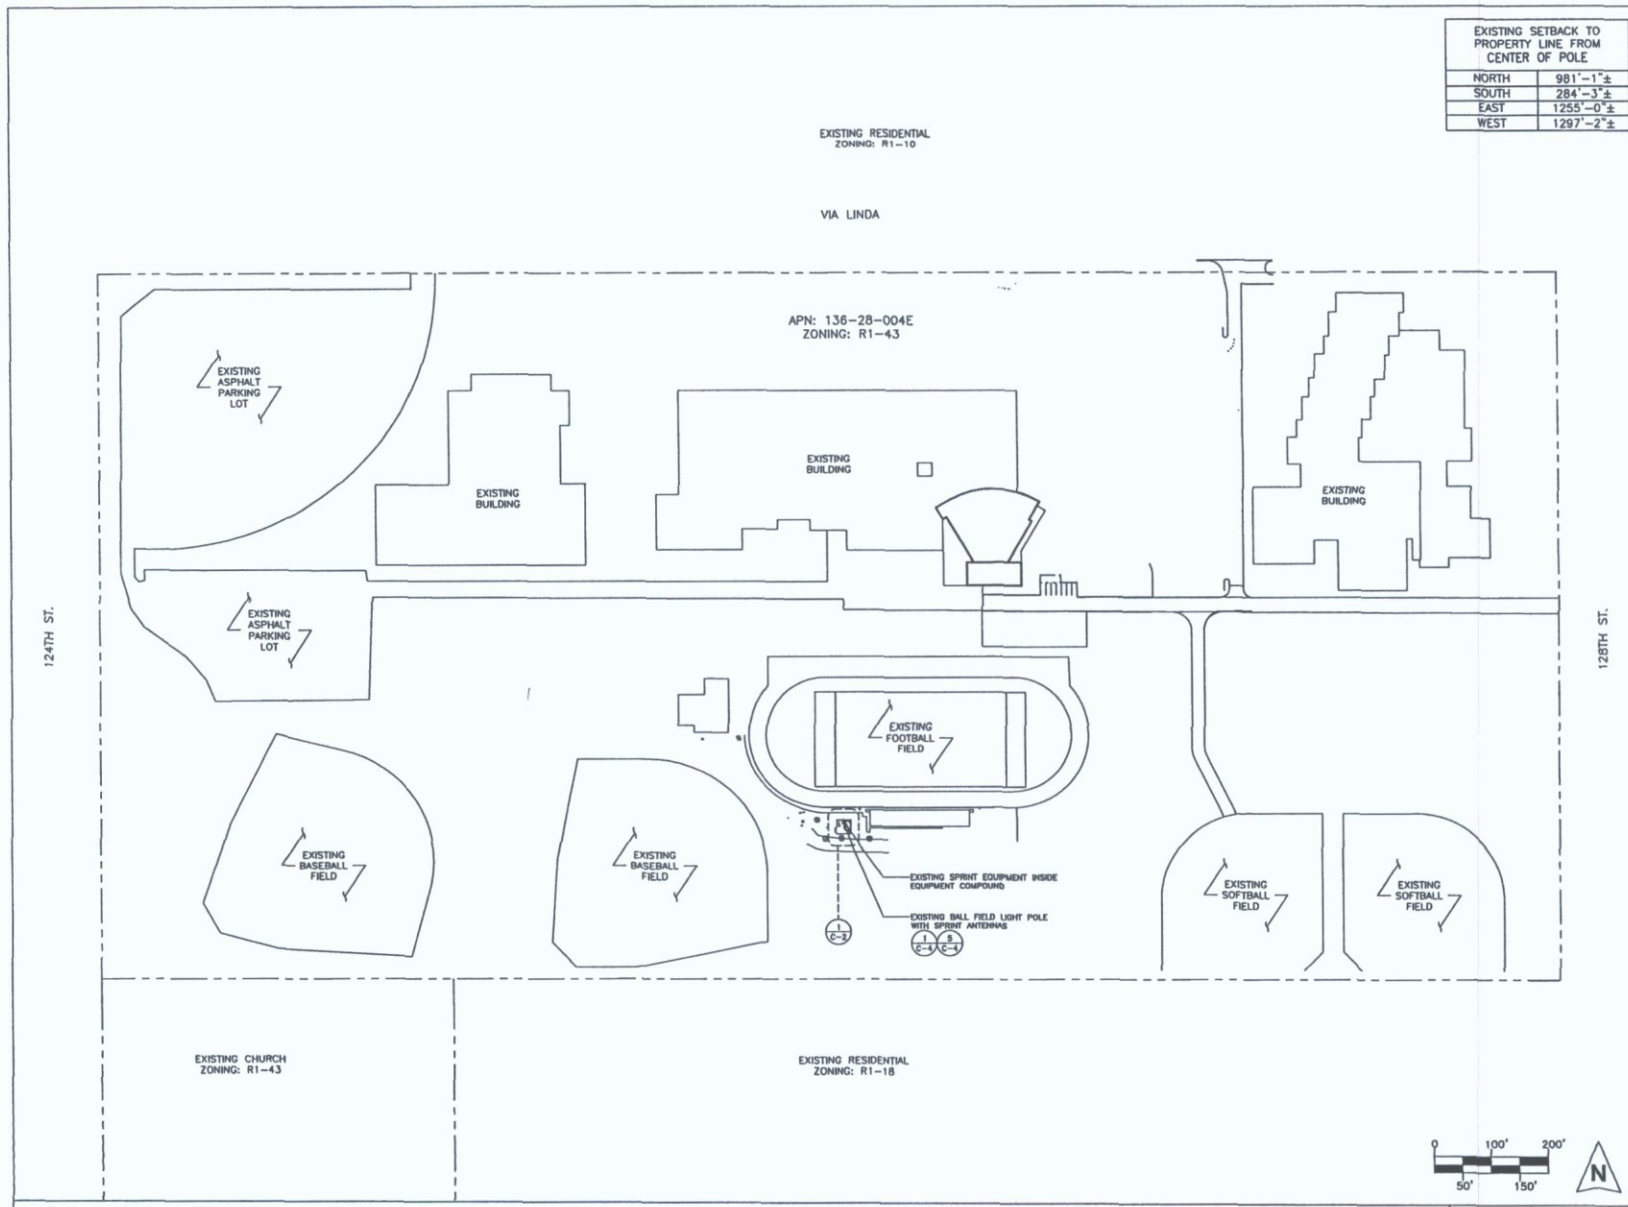 EXISTING SETBACK TO
PROPERTY LINE FROM
CENTER OF POLE
NORTH 981'-1"±
SOUTH 284'-3"±
EAST 1255'-0"±
WEST 1297'-2"±
EXISTING RESIDENTIAL
ZONING: R1-10
VIA LINDA
APN: 136-28-004E
ZONING: R1-43
EXISTING
ASPHALT
PARKING
LOT
EXISTING
BUILDING
EXISTING
BUILDING
EXISTING
BUILDING
124TH ST.
EXISTING
ASPHALT
PARKING
LOT
128TH ST.
EXISTING
FOOTBALL
FIELD
EXISTING
BASEBALL
FIELD
EXISTING
BASEBALL
FIELD
EXISTING SPRINT EQUIPMENT INSIDE
EQUIPMENT COMPOUND
EXISTING BALL FIELD LIGHT POLE
WITH SPRINT ANTENNAS
1
C-2
1
C-4
5
C-4
EXISTING
SOFTBALL
FIELD
EXISTING
SOFTBALL
FIELD
EXISTING CHURCH
ZONING: R1-43
EXISTING RESIDENTIAL
ZONING: R1-18
0 100' 200'
50' 150'
N